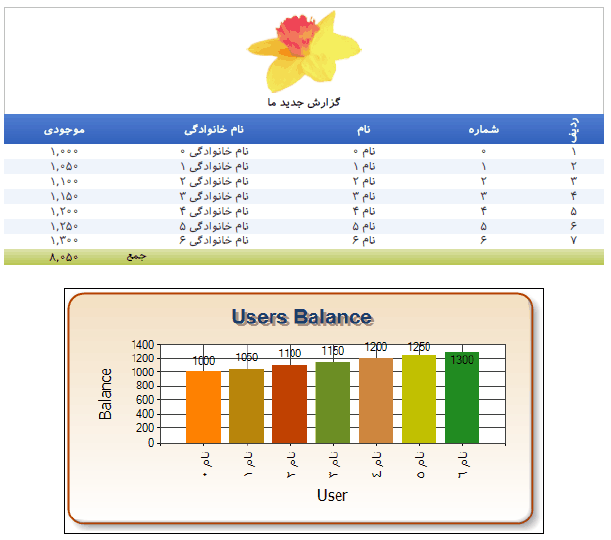 گزارش جدید ما
ردیف شماره نام نام خانوادگی موجودی
۱ ۰ نام ۰ نام خانوادگی ۰ ۱,۰۰۰
۲ ۱ نام ۱ نام خانوادگی ۱ ۱,۰۵۰
۳ ۲ نام ۲ نام خانوادگی ۲ ۱,۱۰۰
۴ ۳ نام ۳ نام خانوادگی ۳ ۱,۱۵۰
۵ ۴ نام ۴ نام خانوادگی ۴ ۱,۲۰۰
۶ ۵ نام ۵ نام خانوادگی ۵ ۱,۲۵۰
۷ ۶ نام ۶ نام خانوادگی ۶ ۱,۳۰۰
جمع ۸,۰۵۰
Users Balance
Balance
1400
1200
1000
800
600
400
200
0
1000 1050 1100 1150 1200 1250 1300
نام ۰ نام ۱ نام ۲ نام ۳ نام ۴ نام ۵ نام ۶
User